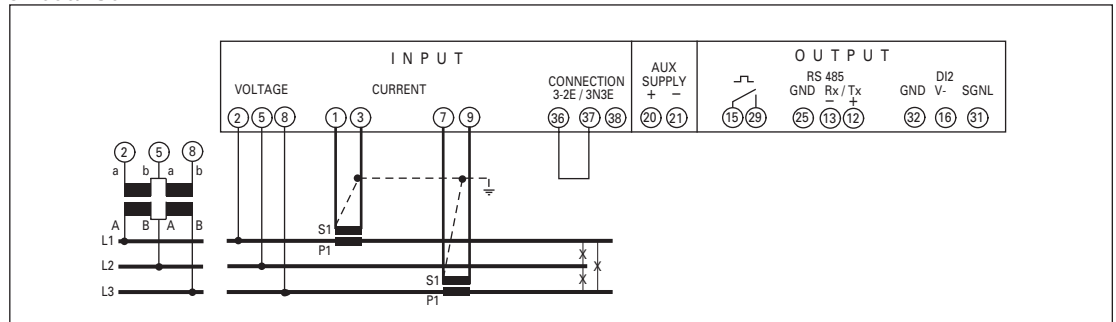 INPUT
VOLTAGE
CURRENT
CONNECTION
3-2E / 3N3E
AUX
SUPPLY
+ –
OUTPUT
RS 485
GND Rx / Tx
– +
DI2
GND V- SGNL
2 5 8 1 3 7 9 36 37 38 20 21 15 29 25 13 12 32 16 31
2 5 8
a b a b
A B A B
L1
L2
L3
S1
P1
S1
P1
X
X
X